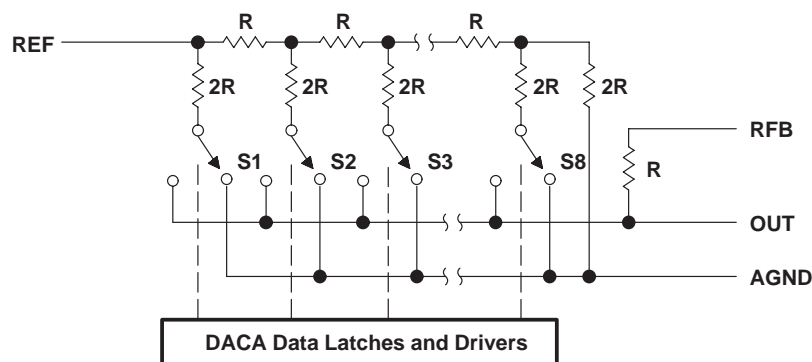 R R R
REF
2R 2R 2R 2R 2R
RFB
S1 S2 S3 S8
R
OUT
AGND
DACA Data Latches and Drivers